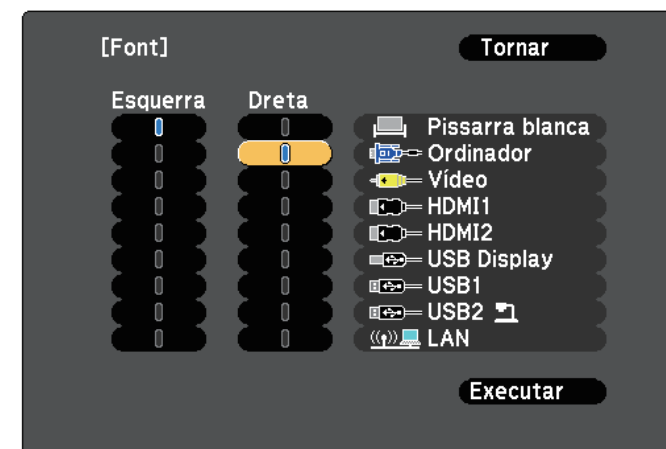 [Font] Tornar
Esquerra Dreta
Pissarra blanca
Ordinador
Vídeo
HDMI1
HDMI2
USB Display
USB1
USB2
LAN
Executar